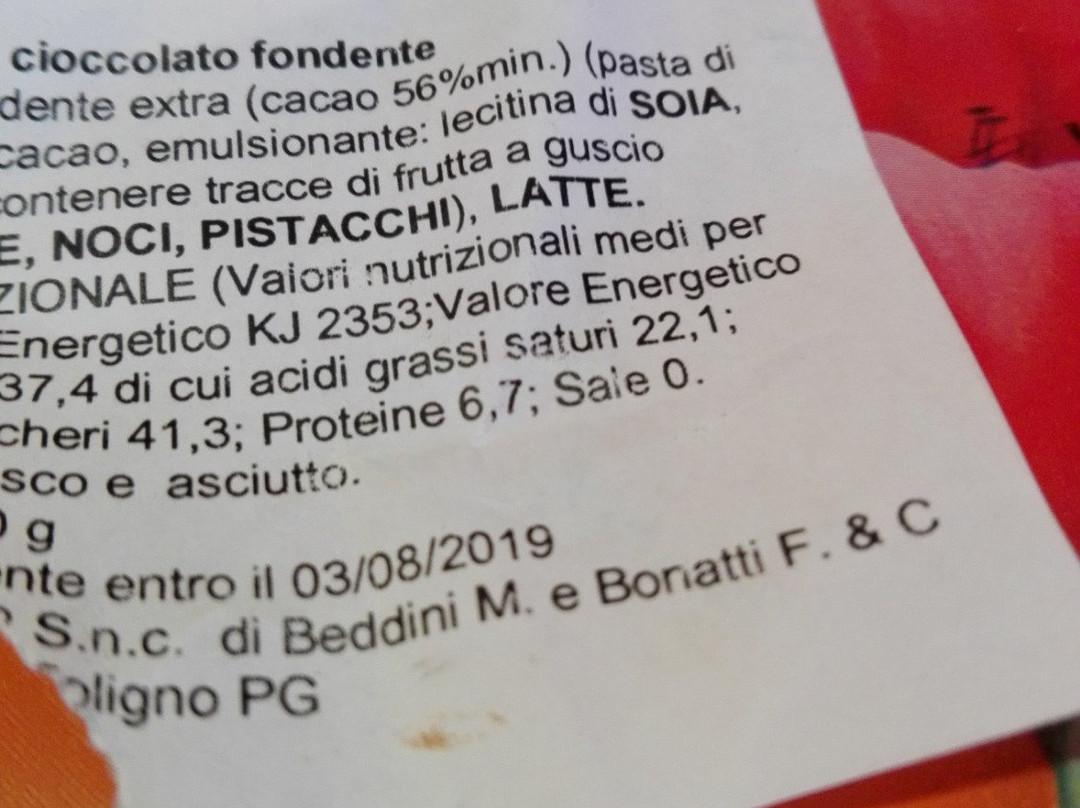 cioccolato fondente
dente extra (cacao 56%min.) (pasta di
cacao, emulsionante: lecitina di SOIA,
contenere tracce di frutta a guscio
E, NOCI, PISTACCHI), LATTE.
ZIONALE (Valori nutrizionali medi per
Energetico KJ 2353;Valore Energetico
37,4 di cui acidi grassi saturi 22,1;
cheri 41,3; Proteine 6,7; Sale 0.
sco e asciutto.
g
nte entro il 03/08/2019
S.n.c. di Beddini M. e Bonatti F. & C
oligno PG